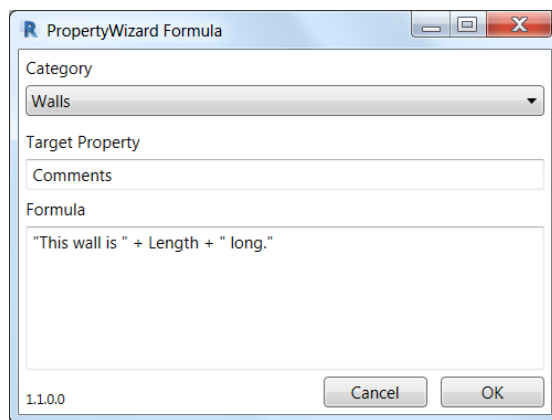 R PropertyWizard Formula
Category
Walls
Target Property
Comments
Formula
"This wall is " + Length + " long."
1.1.0.0
Cancel
OK